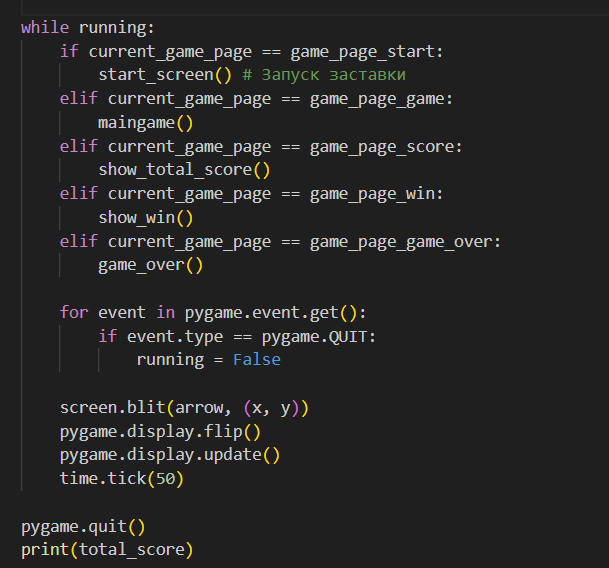 while running:
    if current_game_page == game_page_start:
        start_screen() # Запуск заставки
    elif current_game_page == game_page_game:
        maingame()
    elif current_game_page == game_page_score:
        show_total_score()
    elif current_game_page == game_page_win:
        show_win()
    elif current_game_page == game_page_game_over:
        game_over()

    for event in pygame.event.get():
        if event.type == pygame.QUIT:
            running = False

    screen.blit(arrow, (x, y))
    pygame.display.flip()
    pygame.display.update()
    time.tick(50)

pygame.quit()
print(total_score)